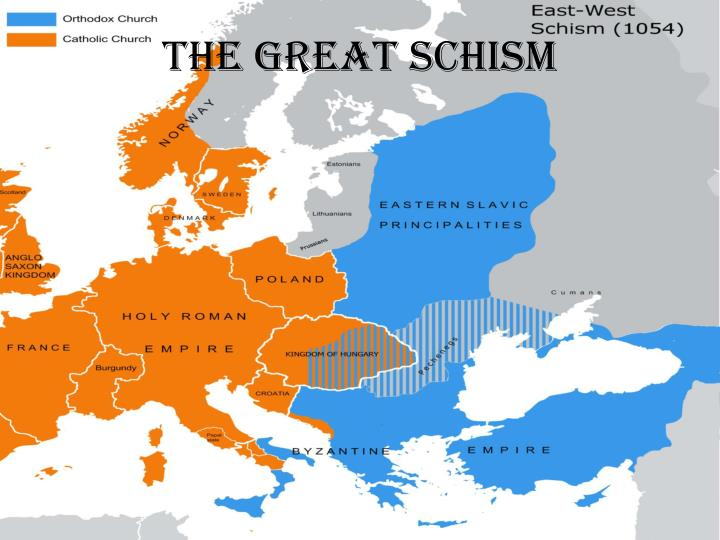 Orthodox Church
Catholic Church
East-West
Schism (1054)
THE GREAT SCHISM
NORWAY
Scotland
SWEDEN
DENMARK
Estonians
Lithuanians
Prussians
EASTERN SLAVIC
PRINCIPALITIES
ANGLO
SAXON
KINGDOM
POLAND
Cumans
HOLY ROMAN
EMPIRE
FRANCE
Burgundy
KINGDOM OF HUNGARY
Pechenegs
CROATIA
Papal
state
BYZANTINE
EMPIRE